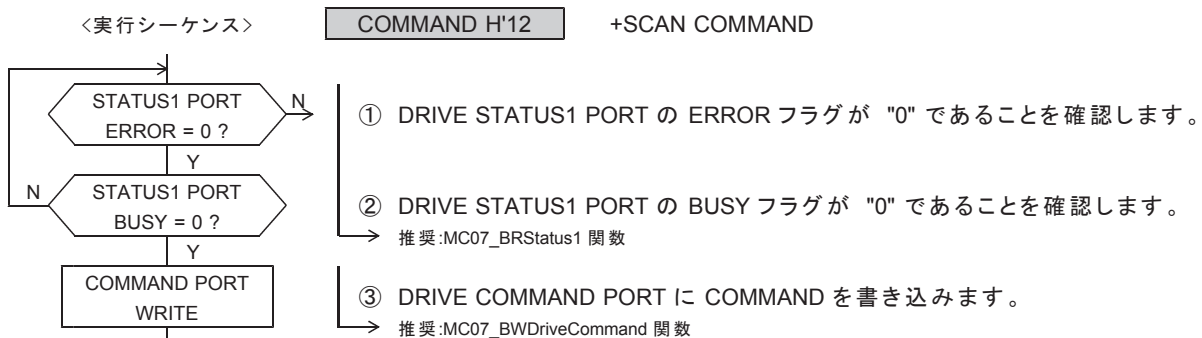 <実行シーケンス>
COMMAND H'12
+SCAN COMMAND
STATUS1 PORT
ERROR = 0 ?
N
Y
① DRIVE STATUS1 PORT の ERROR フラグが "0" であることを確認します。
N
STATUS1 PORT
BUSY = 0 ?
Y
② DRIVE STATUS1 PORT の BUSY フラグが "0" であることを確認します。
推奨:MC07_BRStatus1 関数
COMMAND PORT
WRITE
③ DRIVE COMMAND PORT に COMMAND を書き込みます。
推奨:MC07_BWDriveCommand 関数